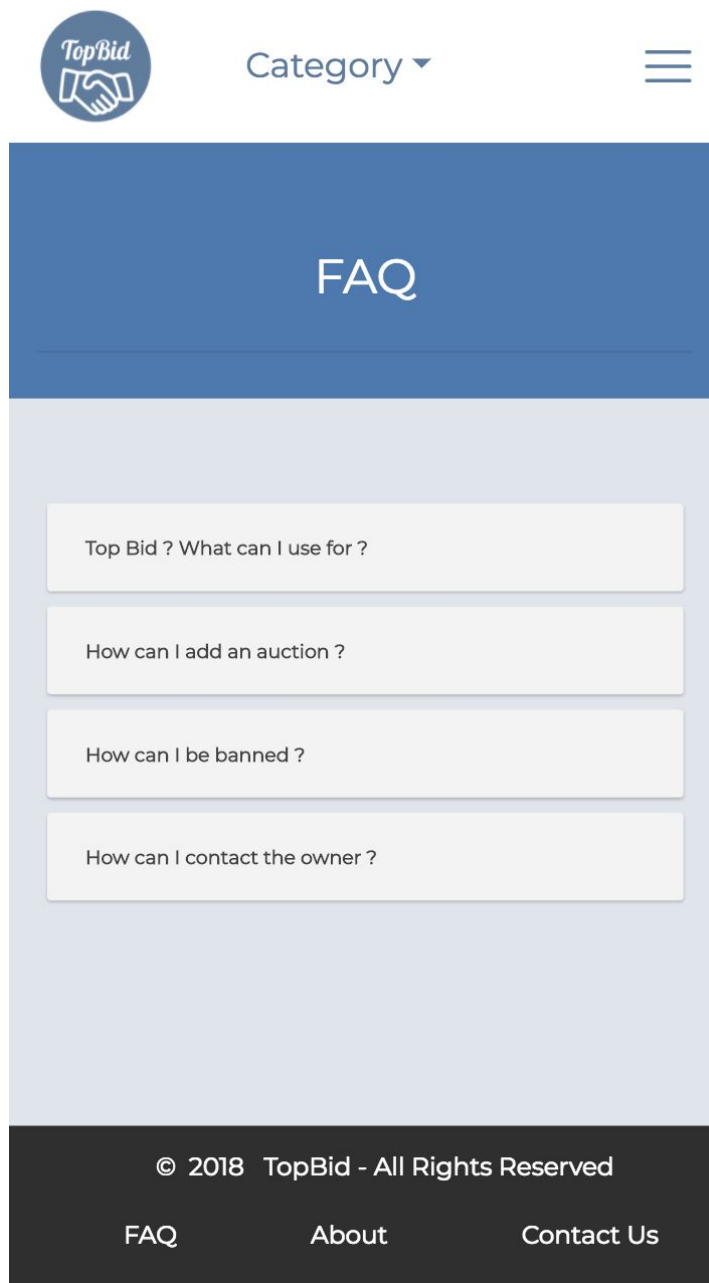 TopBid
Category
FAQ
Top Bid ? What can I use for ?
How can I add an auction ?
How can I be banned ?
How can I contact the owner ?
© 2018 TopBid - All Rights Reserved
FAQ About Contact Us